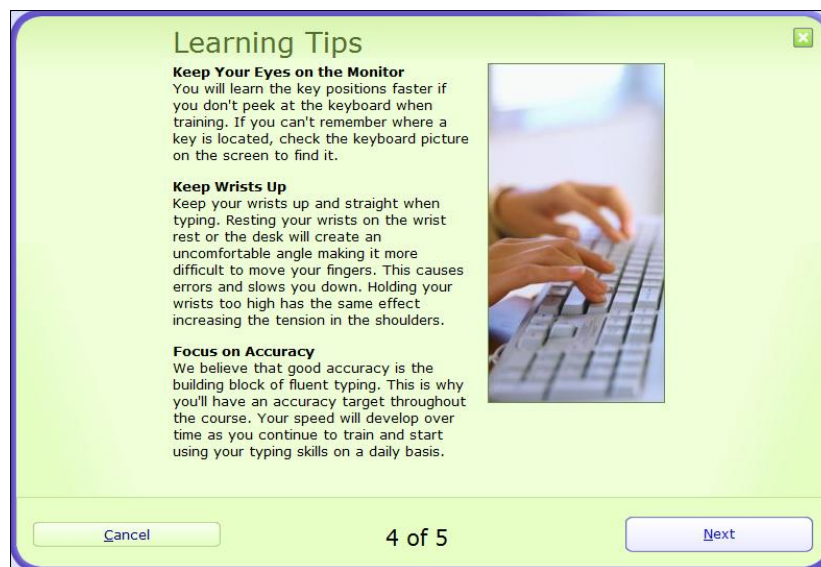 Learning Tips
Keep Your Eyes on the Monitor
You will learn the key positions faster if
you don't peek at the keyboard when
training. If you can't remember where a
key is located, check the keyboard picture
on the screen to find it.
Keep Wrists Up
Keep your wrists up and straight when
typing. Resting your wrists on the wrist
rest or the desk will create an
uncomfortable angle making it more
difficult to move your fingers. This causes
errors and slows you down. Holding your
wrists too high has the same effect
increasing the tension in the shoulders.
Focus on Accuracy
We believe that good accuracy is the
building block of fluent typing. This is why
you'll have an accuracy target throughout
the course. Your speed will develop over
time as you continue to train and start
using your typing skills on a daily basis.
Cancel
4 of 5
Next